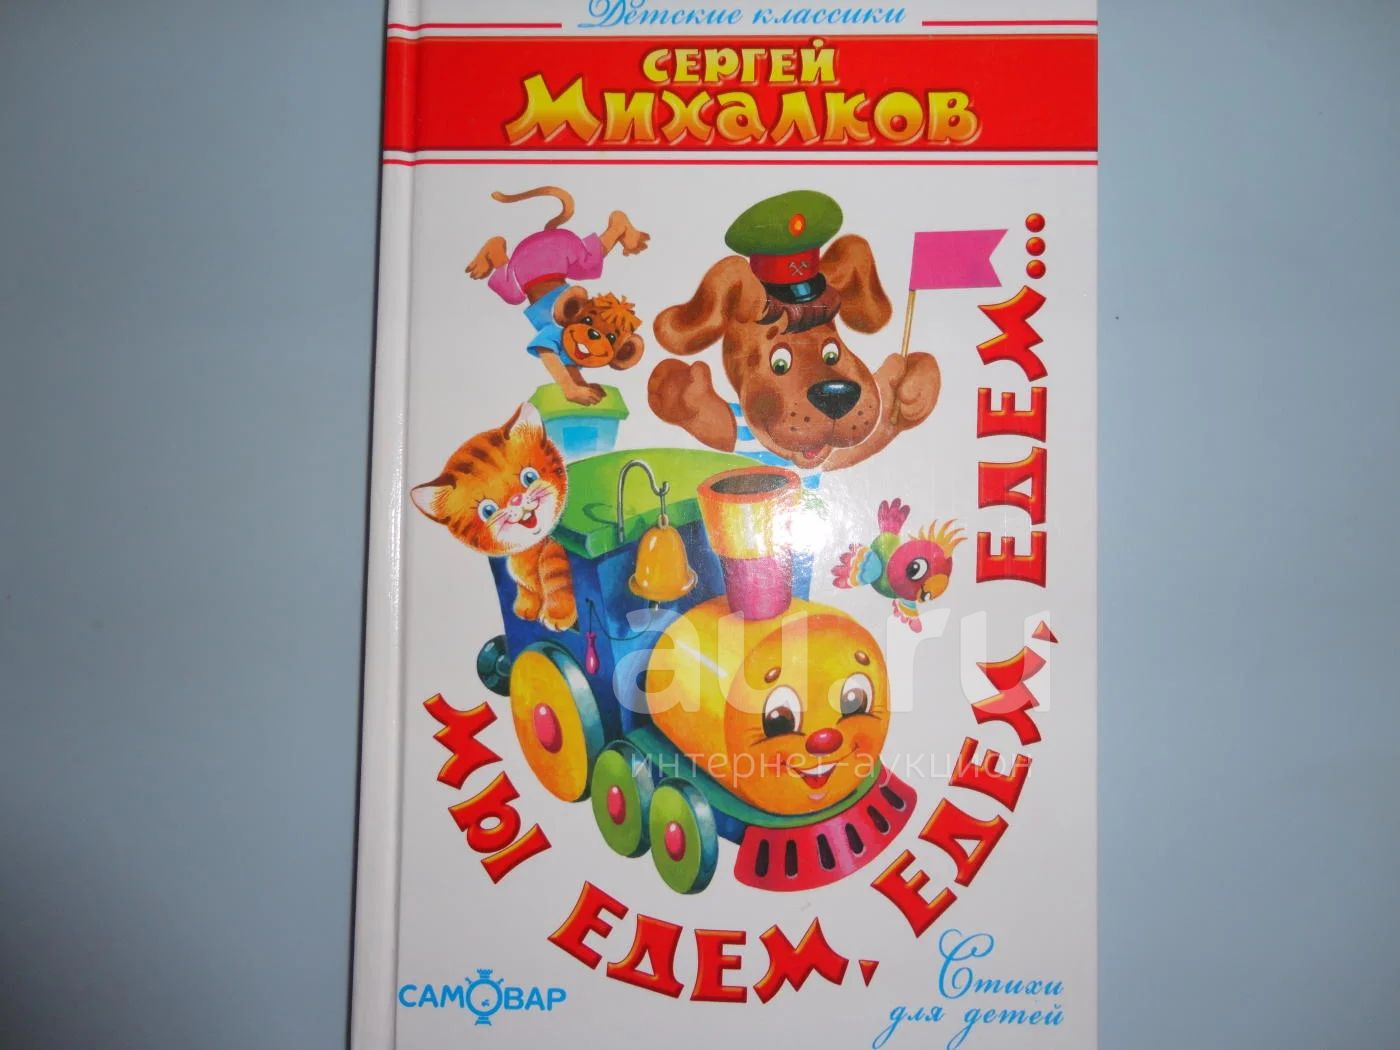 Детские классики
СЕРГЕЙ
МИХАЛКОВ
МЫ ЕДЕМ, ЕДЕМ, ЕДЕМ...
Стихи
для детей
САМОВАР
au.ru
интернет-аукцион